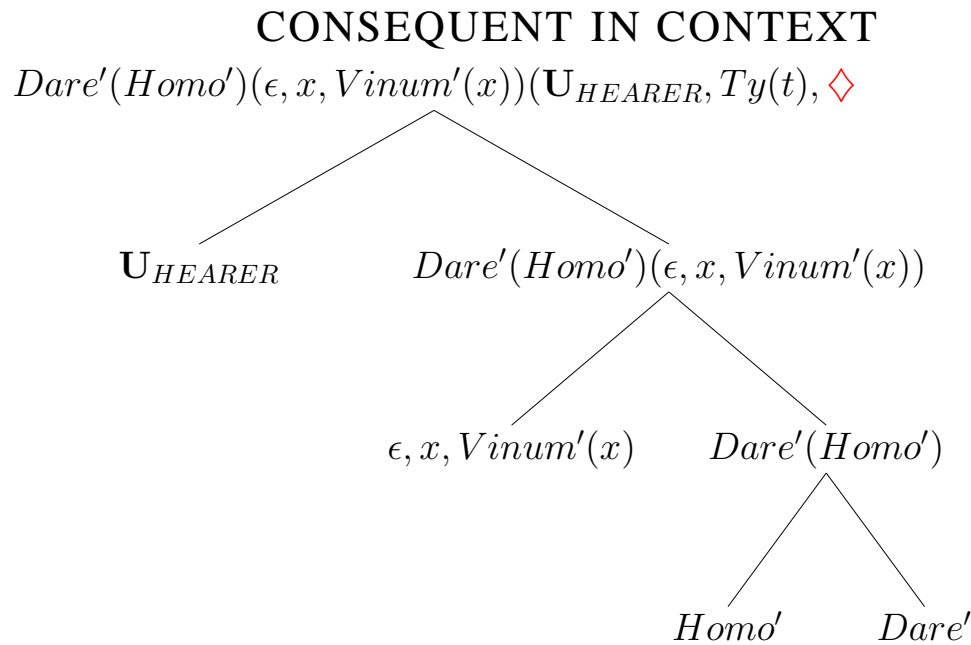 CONSEQUENT IN CONTEXT
Dare′(Homo′)(ϵ, x, Vinum′(x))(U_HEARER, Ty(t), ♢
U_HEARER Dare′(Homo′)(ϵ, x, Vinum′(x))
ϵ, x, Vinum′(x) Dare′(Homo′)
Homo′ Dare′